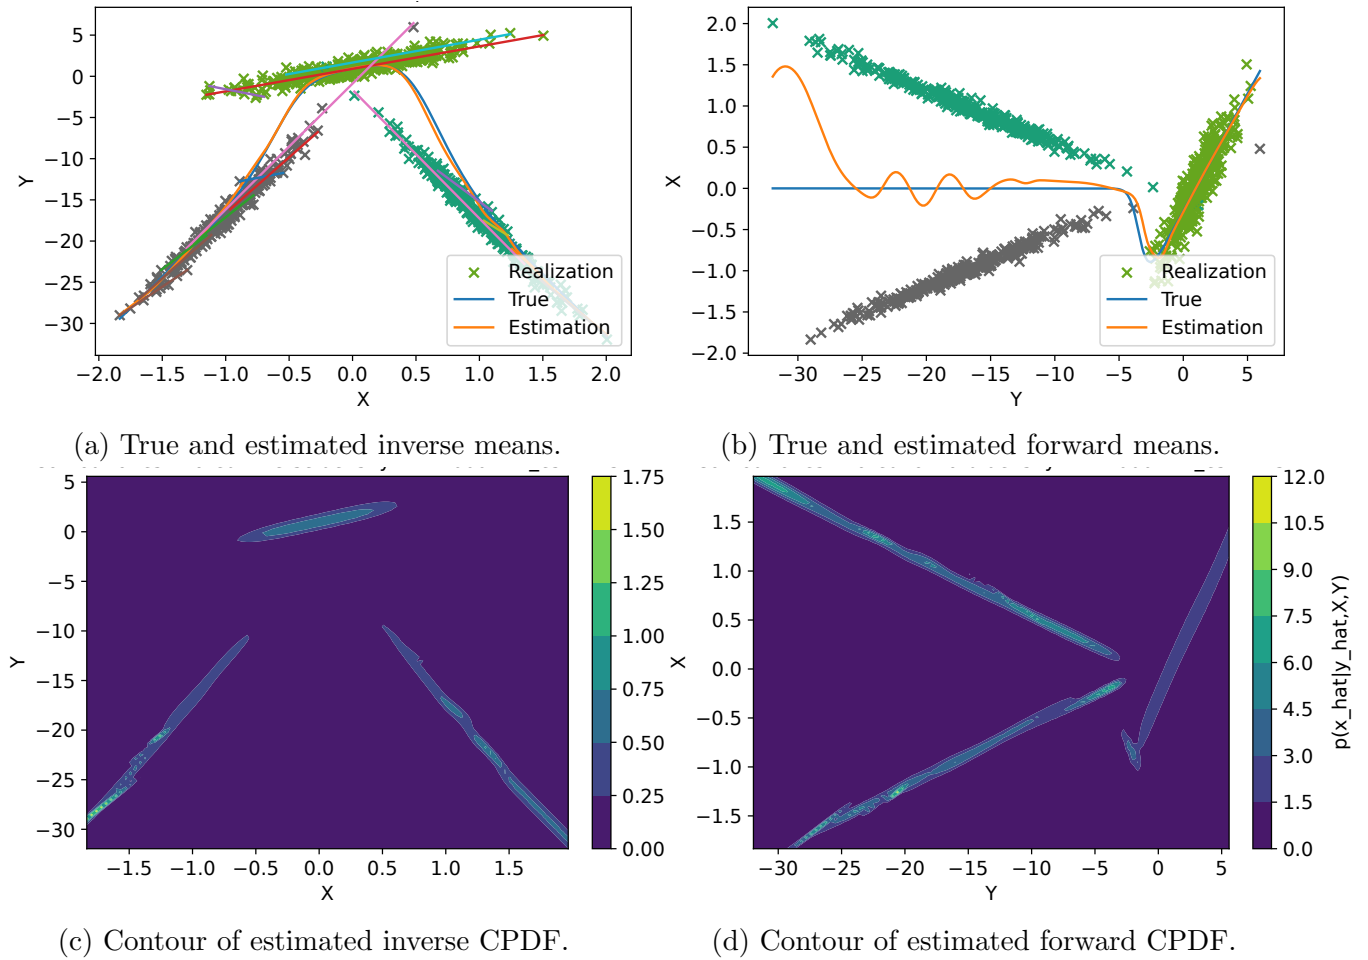 5
0
−5
−10
−15
−20
−25
−30
Y
−2.0 −1.5 −1.0 −0.5 0.0 0.5 1.0 1.5 2.0
X
Realization
True
Estimation
2.0
1.5
1.0
0.5
0.0
−0.5
−1.0
−1.5
−2.0
X
−30 −25 −20 −15 −10 −5 0 5
Y
Realization
True
Estimation
(a) True and estimated inverse means.
(b) True and estimated forward means.
5
0
−5
−10
−15
−20
−25
−30
Y
−1.5 −1.0 −0.5 0.0 0.5 1.0 1.5
X
1.75
1.50
1.25
1.00
0.75
0.50
0.25
0.00
1.5
1.0
0.5
0.0
−0.5
−1.0
−1.5
X
−30 −25 −20 −15 −10 −5 0 5
Y
12.0
10.5
9.0
7.5
6.0
4.5
3.0
1.5
0.0
p(x_hat|y_hat,X,Y)
(c) Contour of estimated inverse CPDF.
(d) Contour of estimated forward CPDF.